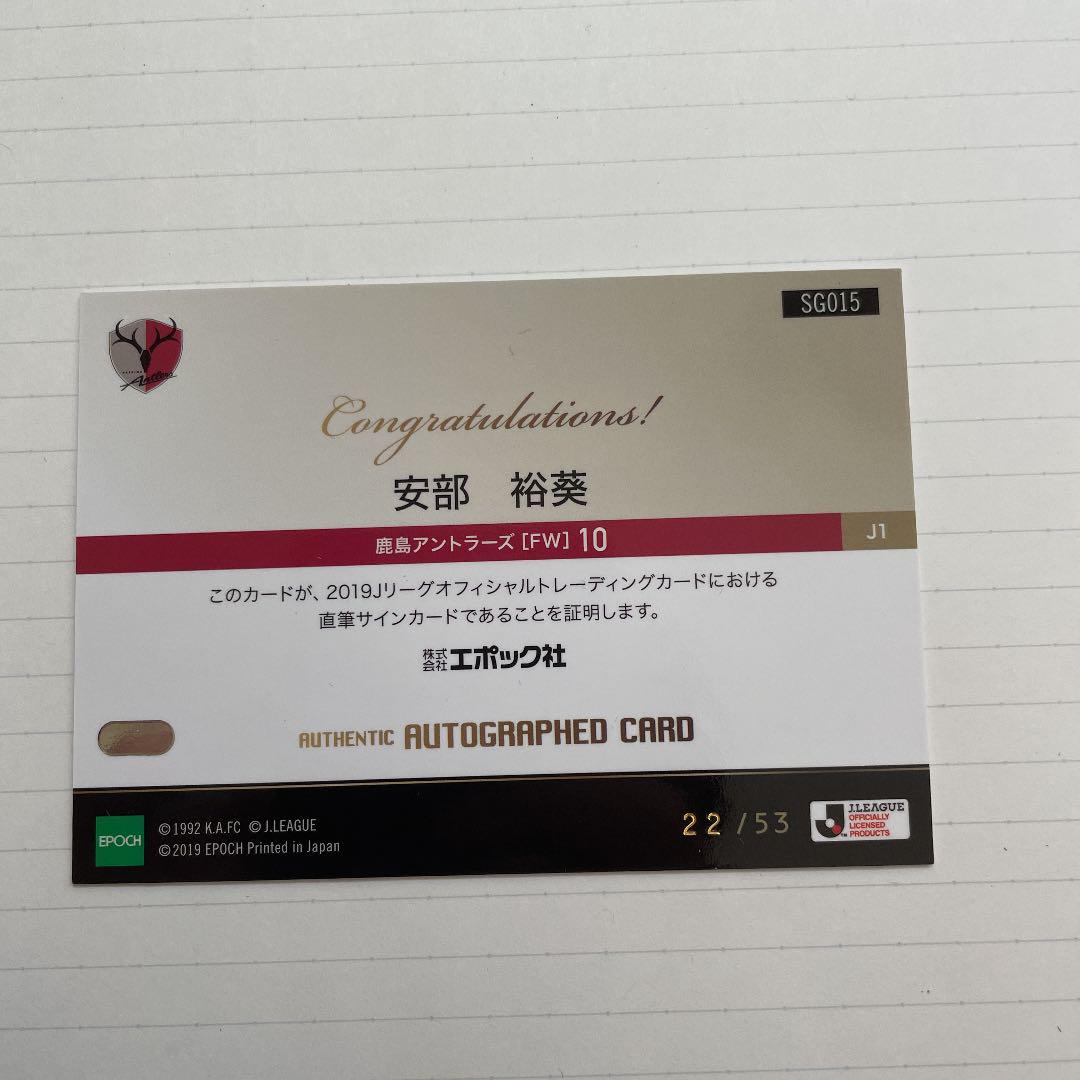 SG015
Antlers
Congratulations!
安部 裕葵
鹿島アントラーズ [FW] 10
J1
このカードが、2019Jリーグオフィシャルトレーディングカードにおける
直筆サインカードであることを証明します。
株式会社エポック社
AUTHENTIC AUTOGRAPHED CARD
EPOCH
©1992 K.A.FC ©J.LEAGUE
©2019 EPOCH Printed in Japan
22/53
J.LEAGUE
OFFICIALLY
LICENSED
PRODUCTS